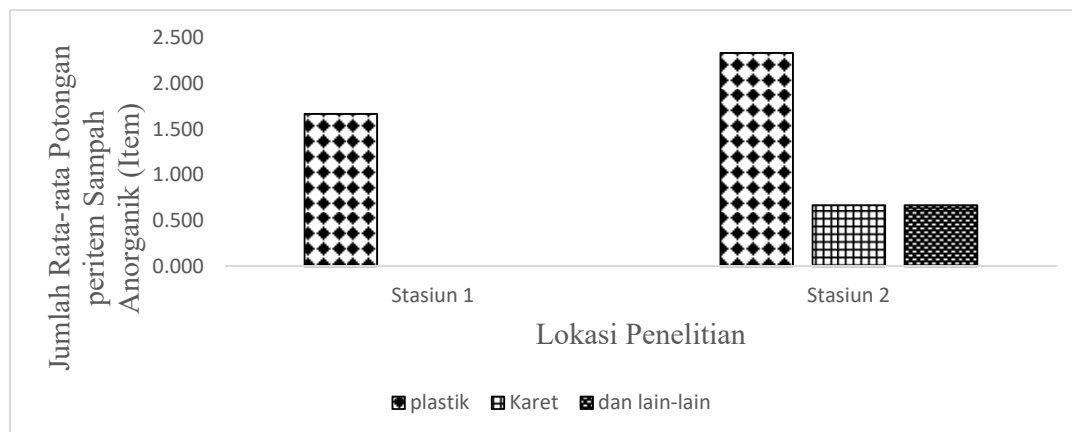 Jumlah Rata-rata Potongan
peritem Sampah
Anorganik (Item)
2.500
2.000
1.500
1.000
0.500
0.000
Stasiun 1
Stasiun 2
Lokasi Penelitian
plastik
Karet
dan lain-lain